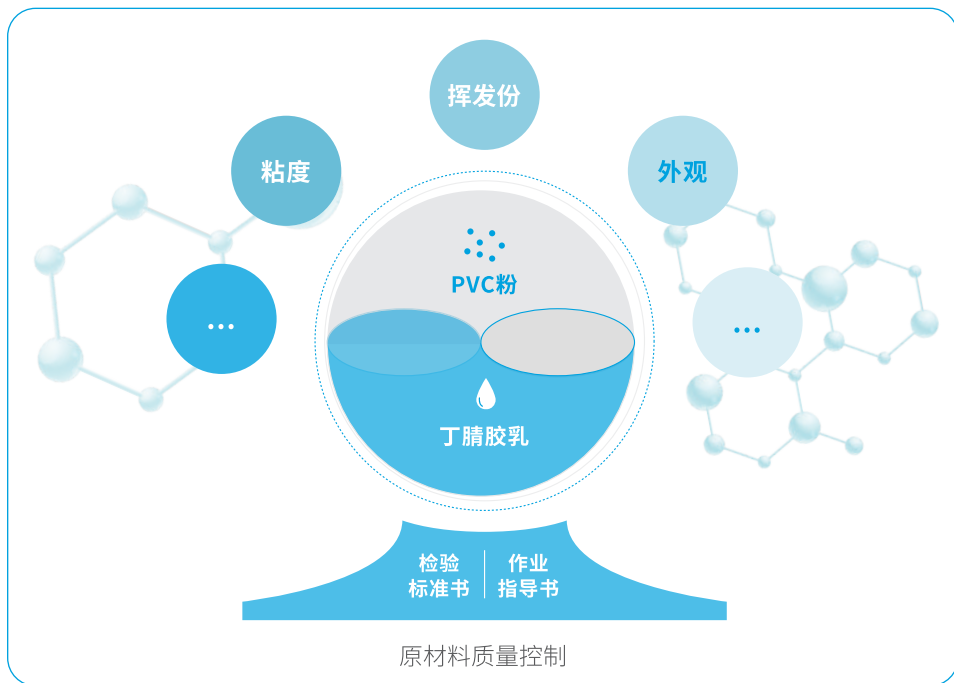 挥发份
粘度
外观
PVC粉
...
...
丁腈胶乳
检验
标准书
作业
指导书
原材料质量控制